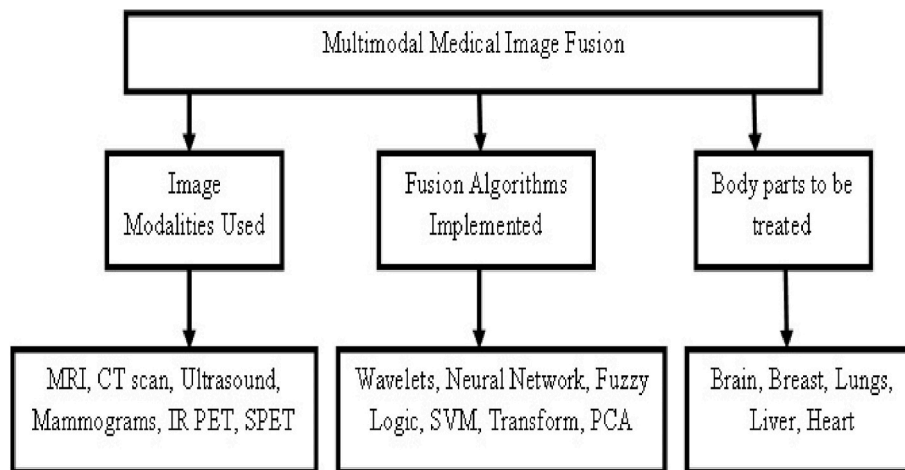 Multimodal Medical Image Fusion
Image
Modalities Used
Fusion Algorithms
Implemented
Body parts to be
treated
MRI, CT scan, Ultrasound,
Mammograms, IR PET, SPET
Wavelets, Neural Network, Fuzzy
Logic, SVM, Transform, PCA
Brain, Breast, Lungs,
Liver, Heart